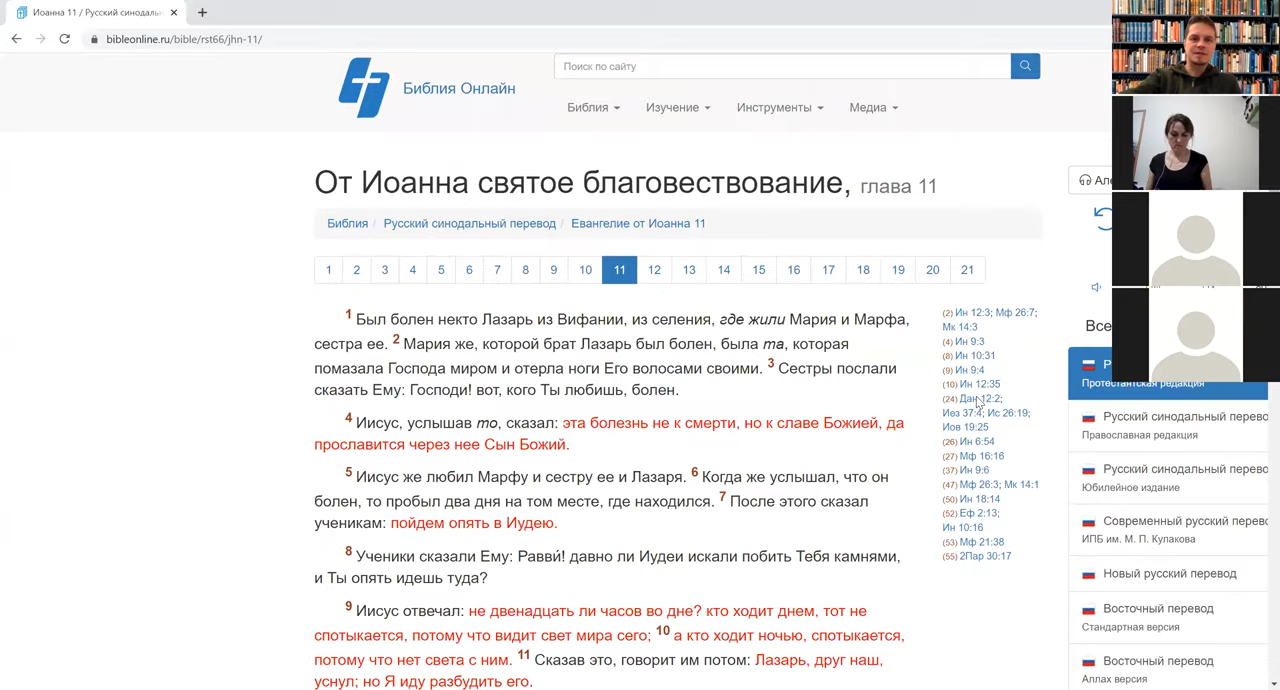 Иоанна 11 / Русский синодальн
bibleonline.ru/bible/rst66/jhn-11/
Библия Онлайн
Поиск по сайту
Библия Изучение Инструменты Медиа
От Иоанна святое благовествование, глава 11
Библия / Русский синодальный перевод / Евангелие от Иоанна 11
1 2 3 4 5 6 7 8 9 10 11 12 13 14 15 16 17 18 19 20 21
1 Был болен некто Лазарь из Вифании, из селения, где жили Мария и Марфа,
сестра ее. 2 Мария же, которой брат Лазарь был болен, была та, которая
помазала Господа миром и отерла ноги Его волосами своими. 3 Сестры послали
сказать Ему: Господи! вот, кого Ты любишь, болен.
4 Иисус, услышав то, сказал: эта болезнь не к смерти, но к славе Божией, да
прославится через нее Сын Божий.
5 Иисус же любил Марфу и сестру ее и Лазаря. 6 Когда же услышал, что он
болен, то пробыл два дня на том месте, где находился. 7 После этого сказал
ученикам: пойдем опять в Иудею.
8 Ученики сказали Ему: Равви́! давно ли Иудеи искали побить Тебя камнями,
и Ты опять идешь туда?
9 Иисус отвечал: не двенадцать ли часов во дне? кто ходит днем, тот не
спотыкается, потому что видит свет мира сего; 10 а кто ходит ночью, спотыкается,
потому что нет света с ним. 11 Сказав это, говорит им потом: Лазарь, друг наш,
уснул; но Я иду разбудить его.
(2) Ин 12:3; Мф 26:7;
Мк 14:3
(4) Ин 9:3
(8) Ин 10:31
(9) Ин 9:4
(10) Ин 12:35
(24) Дан 12:2;
Иез 37:4; Ис 26:19;
Иов 19:25
(26) Ин 6:54
(27) Мф 16:16
(37) Ин 9:6
(47) Мф 26:3; Мк 14:1
(50) Ин 18:14
(52) Еф 2:13;
Ин 10:16
(53) Мф 21:38
(55) 2Пар 30:17
Але
Все
Р
Протестантская редакция
Русский синодальный перево
Православная редакция
Русский синодальный перево
Юбилейное издание
Современный русский перево
ИПБ им. М. П. Кулакова
Новый русский перевод
Восточный перевод
Стандартная версия
Восточный перевод
Аллах версия